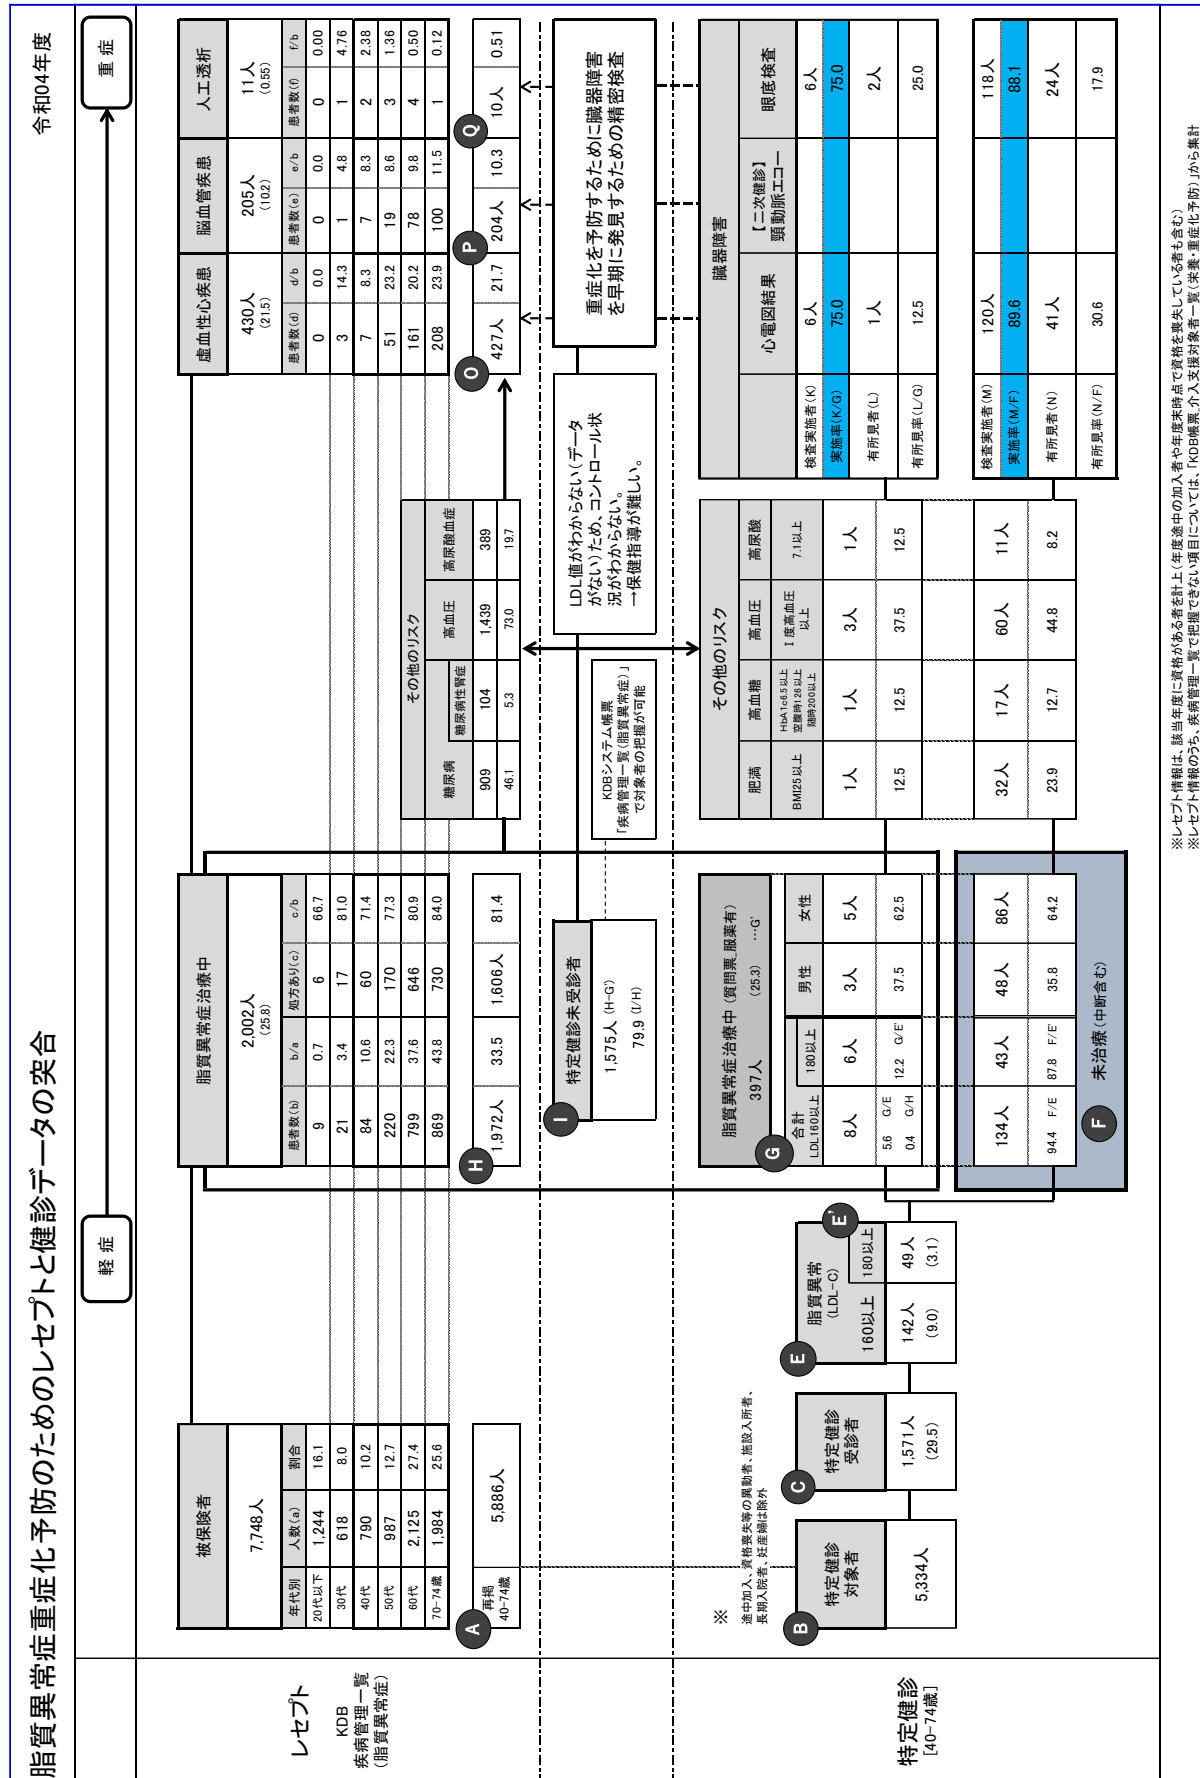 脂質異常症重症化予防のためのレセプトと健診データの突合
令和04年度
軽症
重症
レセプト
KDB
疾病管理一覧
(脂質異常症)
被保険者
7,748人
年代別 人数(a) 割合
20代以下 1,244 16.1
30代 618 8.0
40代 790 10.2
50代 987 12.7
60代 2,125 27.4
70-74歳 1,984 25.6
A
再掲
40-74歳
5,886人
脂質異常症治療中
2,002人
(25.8)
患者数(b) b/a 処方あり(c) c/b
9 0.7 6 66.7
21 3.4 17 81.0
84 10.6 60 71.4
220 22.3 170 77.3
799 37.6 646 80.9
869 43.8 730 84.0
H
1,972人 33.5 1,606人 81.4
その他のリスク
糖尿病 糖尿病性腎症 高血圧 高尿酸血症
909 104 1,439 389
46.1 5.3 73.0 19.7
虚血性心疾患 脳血管疾患 人工透析
430人 205人 11人
(21.5) (10.2) (0.55)
患者数(d) d/b 患者数(e) e/b 患者数(f) f/b
0 0.0 0 0.0 0 0.00
3 14.3 1 4.8 1 4.76
7 8.3 7 8.3 2 2.38
51 23.2 19 8.6 3 1.36
161 20.2 78 9.8 4 0.50
208 23.9 100 11.5 1 0.12
O P Q
427人 21.7 204人 10.3 10人 0.51
I
特定健診未受診者
1,575人 (H-G')
79.9 (I/H)
KDBシステム帳票
「疾病管理一覧(脂質異常症)」
で対象者の把握が可能
LDL値がわからない(データ
がない)ため、コントロール状
況がわからない。
→保健指導が難しい。
重症化を予防するために臓器障害
を早期に発見するための精密検査
特定健診
[40-74歳]
※
途中加入、資格喪失等の異動者、施設入所者、
長期入院者、妊産婦は除外
B
特定健診
対象者
5,334人
C
特定健診
受診者
1,571人
(29.5)
E
脂質異常
(LDL-C)
E'
160以上 180以上
142人 49人
(9.0) (3.1)
脂質異常症治療中(質問票_服薬有)
397人 (25.3) …G'
G
合計
LDL160以上 180以上 男性 女性
8人 6人 3人 5人
5.6 G/E 12.2 G/E' 37.5 62.5
0.4 G/H
134人 43人 48人 86人
94.4 F/E 87.8 F/E' 35.8 64.2
F
未治療(中断含む)
その他のリスク
肥満 高血糖 高血圧 高尿酸
BMI25以上 HbA1c6.5以上 空腹時126以上 随時200以上 Ⅰ度高血圧以上 7.1以上
1人 1人 3人 1人
12.5 12.5 37.5 12.5
32人 17人 60人 11人
23.9 12.7 44.8 8.2
臓器障害
心電図結果 【二次健診】頸動脈エコー 眼底検査
検査実施者(K) 6人 6人
実施率(K/G) 75.0 75.0
有所見者(L) 1人 2人
有所見率(L/G) 12.5 25.0
検査実施者(M) 120人 118人
実施率(M/F) 89.6 88.1
有所見者(N) 41人 24人
有所見率(N/F) 30.6 17.9
※レセプト情報は、該当年度に資格がある者を計上(年度途中の加入者や年度末時点で資格を喪失している者も含む)
※レセプト情報のうち、疾病管理一覧で把握できない項目については、「KDB帳票_介入支援対象者一覧(栄養・重症化予防)」から集計